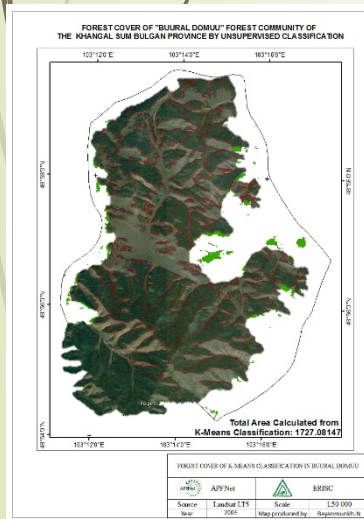 FOREST COVER OF "BUURAL DOMUU" FOREST COMMUNITY OF
THE KHANGAL SUM BULGAN PROVINCE BY UNSUPERVISED CLASSIFICATION
103°12'0"E 103°14'0"E 103°16'0"E
Total Area Calculated from
K-Means Classification: 1727.08147
103°12'0"E 103°14'0"E 103°16'0"E
FOREST COVER OF K-MEANS CLASSIFICATION IN BUURAL DOMUU
APFNet ERISC
Source Landsat LT5 Scale 1:50 000
Year 2005 Map produced by Bayanmunkh.N